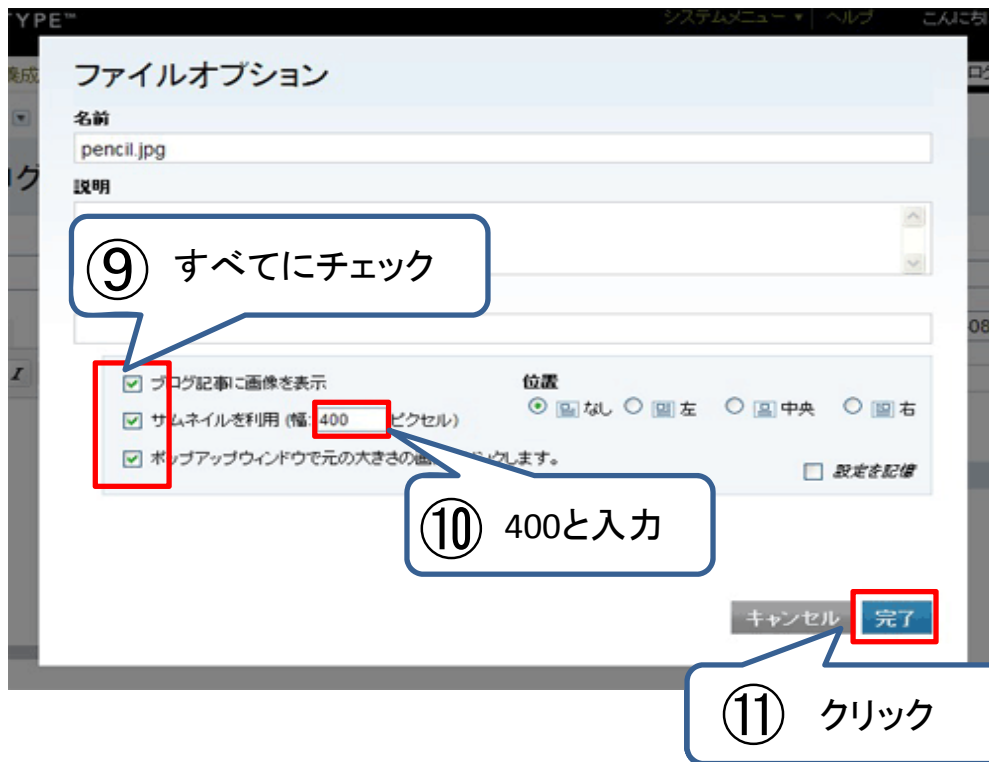 YPE™ システムメニュー ヘルプ こんにち
ファイルオプション
名前
pencil.jpg
説明
⑨ すべてにチェック
08
I
ブログ記事に画像を表示
位置
なし 左 中央 右
サムネイルを利用 (幅: 400 ピクセル)
ポップアップウィンドウで元の大きさの画 ンクします。
設定を記憶
⑩ 400と入力
キャンセル 完了
⑪ クリック